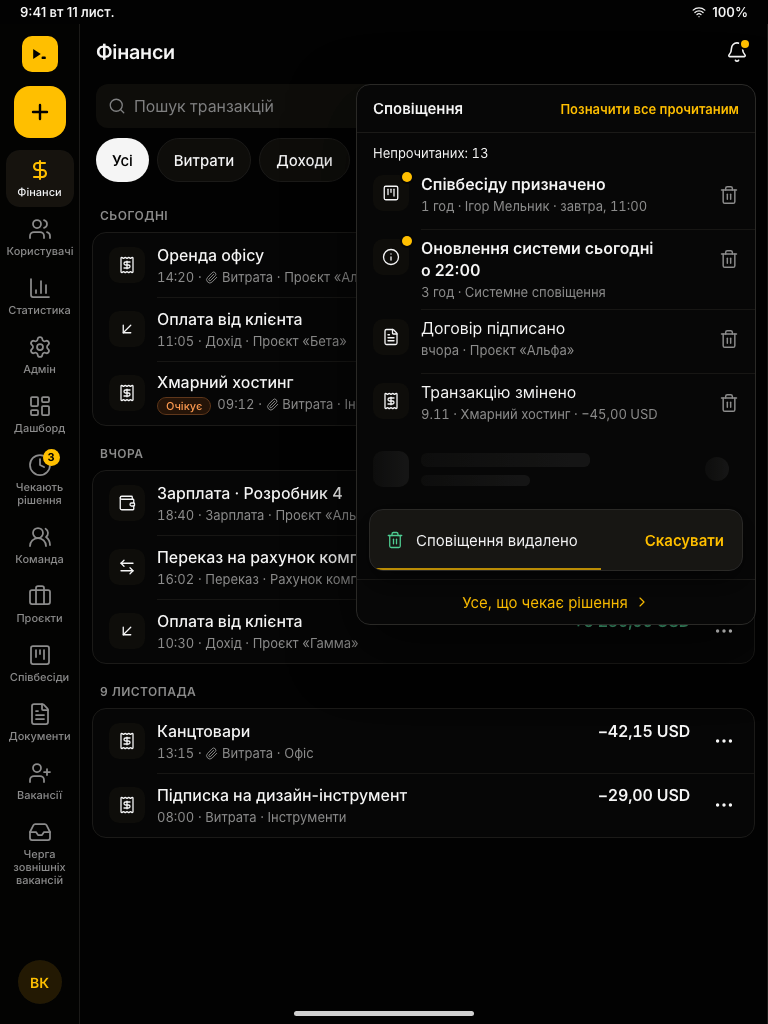 9:41 вт 11 лист.
100%
Фінанси
Пошук транзакцій
Усі
Витрати
Доходи
Фінанси
Користувачі
Статистика
Адмін
Дашборд
3
Чекають
рішення
Команда
Проєкти
Співбесіди
Документи
Вакансії
Черга
зовнішніх
вакансій
ВК
СЬОГОДНІ
Оренда офісу
14:20 · Витрата · Проєкт «Ал
Оплата від клієнта
11:05 · Дохід · Проєкт «Бета»
Хмарний хостинг
Очікує 09:12 · Витрата · Ін
ВЧОРА
Зарплата · Розробник 4
18:40 · Зарплата · Проєкт «Аль
Переказ на рахунок комп
16:02 · Переказ · Рахунок комп
Оплата від клієнта
10:30 · Дохід · Проєкт «Гамма»
9 ЛИСТОПАДА
Канцтовари
13:15 · Витрата · Офіс
−42,15 USD
Підписка на дизайн-інструмент
08:00 · Витрата · Інструменти
−29,00 USD
Сповіщення
Позначити все прочитаним
Непрочитаних: 13
Співбесіду призначено
1 год · Ігор Мельник · завтра, 11:00
Оновлення системи сьогодні
о 22:00
3 год · Системне сповіщення
Договір підписано
вчора · Проєкт «Альфа»
Транзакцію змінено
9.11 · Хмарний хостинг · −45,00 USD
Сповіщення видалено
Скасувати
Усе, що чекає рішення